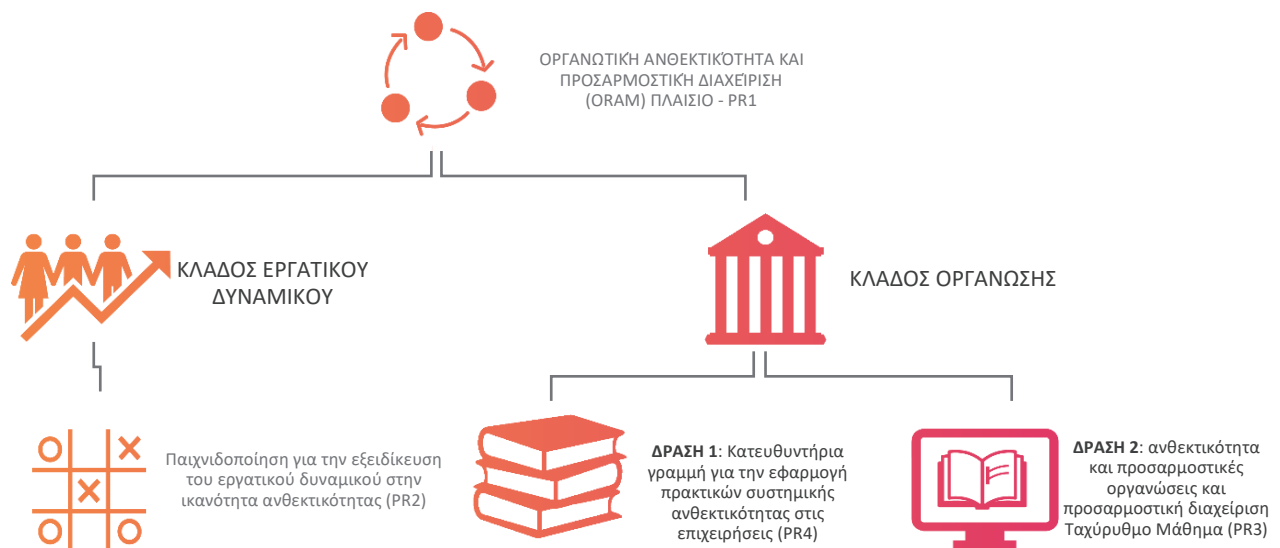 ΟΡΓΑΝΩΤΙΚΉ ΑΝΘΕΚΤΙΚΌΤΗΤΑ ΚΑΙ
ΠΡΟΣΑΡΜΟΣΤΙΚΉ ΔΙΑΧΕΊΡΙΣΗ
(ORAM) ΠΛΑΙΣΙΟ - PR1
ΚΛΑΔΟΣ ΕΡΓΑΤΙΚΟΥ
ΔΥΝΑΜΙΚΟΥ
ΚΛΑΔΟΣ ΟΡΓΑΝΩΣΗΣ
Παιχνιδοποίηση για την εξειδίκευση
του εργατικού δυναμικού στην
ικανότητα ανθεκτικότητας (PR2)
ΔΡΑΣΗ 1: Κατευθυντήρια
γραμμή για την εφαρμογή
πρακτικών συστημικής
ανθεκτικότητας στις
επιχειρήσεις (PR4)
ΔΡΑΣΗ 2: ανθεκτικότητα
και προσαρμοστικές
οργανώσεις και
προσαρμοστική διαχείριση
Ταχύρυθμο Μάθημα (PR3)